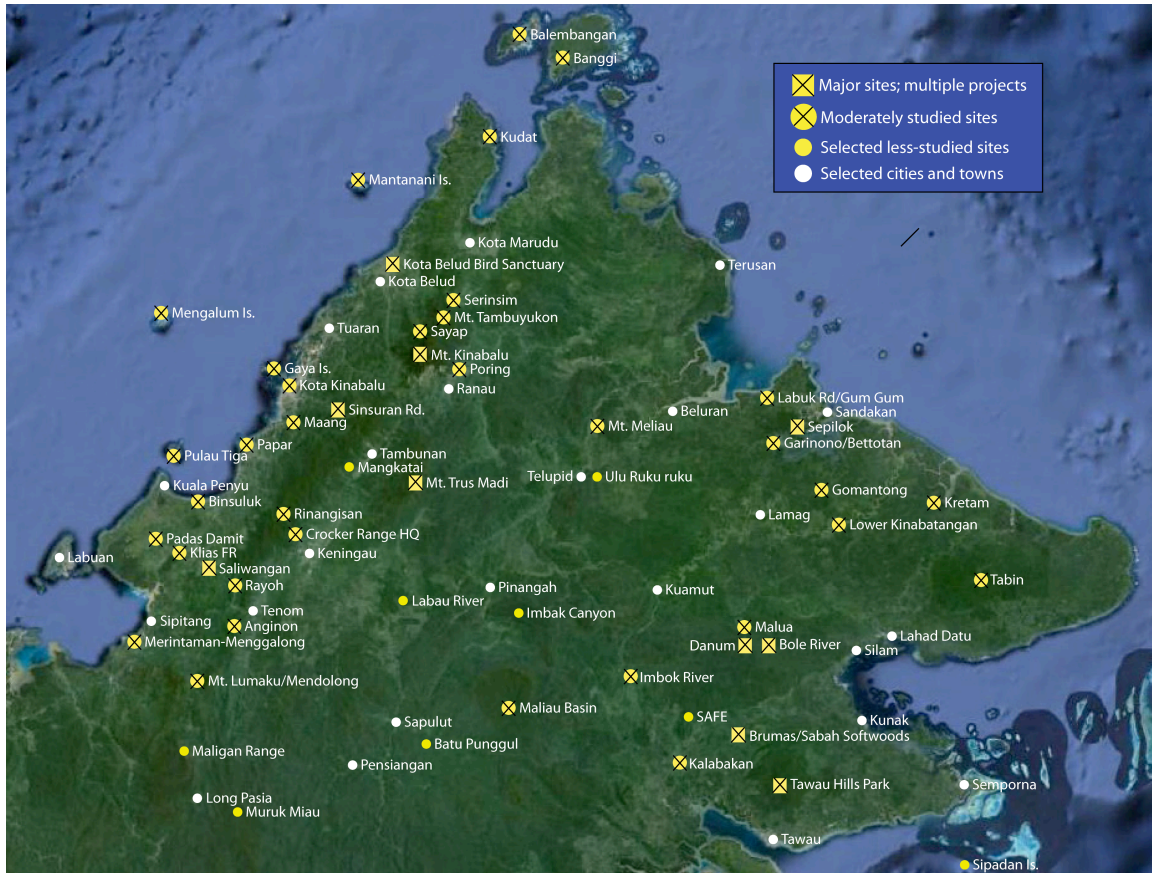 Balembangan
Banggi
Major sites; multiple projects
Moderately studied sites
Selected less-studied sites
Selected cities and towns
Kudat
Mantanani Is.
Kota Marudu
Kota Belud Bird Sanctuary
Terusan
Kota Belud
Serinsim
Mengalum Is.
Mt. Tambuyukon
Tuaran
Sayap
Mt. Kinabalu
Gaya Is.
Poring
Kota Kinabalu
Ranau
Labuk Rd/Gum Gum
Sinsuran Rd.
Beluran
Sandakan
Maang
Mt. Meliau
Sepilok
Papar
Garinono/Bettotan
Pulau Tiga
Tambunan
Mangkatai
Telupid
Ulu Ruku ruku
Kuala Penyu
Mt. Trus Madi
Gomantong
Binsuluk
Kretam
Rinangisan
Lamag
Lower Kinabatangan
Padas Damit
Crocker Range HQ
Klias FR
Keningau
Labuan
Saliwangan
Tabin
Rayoh
Pinangah
Kuamut
Labau River
Tenom
Imbak Canyon
Sipitang
Anginon
Malua
Merintaman-Menggalong
Lahad Datu
Danum
Bole River
Silam
Mt. Lumaku/Mendolong
Imbok River
Maliau Basin
SAFE
Sapulut
Kunak
Brumas/Sabah Softwoods
Batu Punggul
Maligan Range
Pensiangan
Kalabakan
Tawau Hills Park
Semporna
Long Pasia
Muruk Miau
Tawau
Sipadan Is.